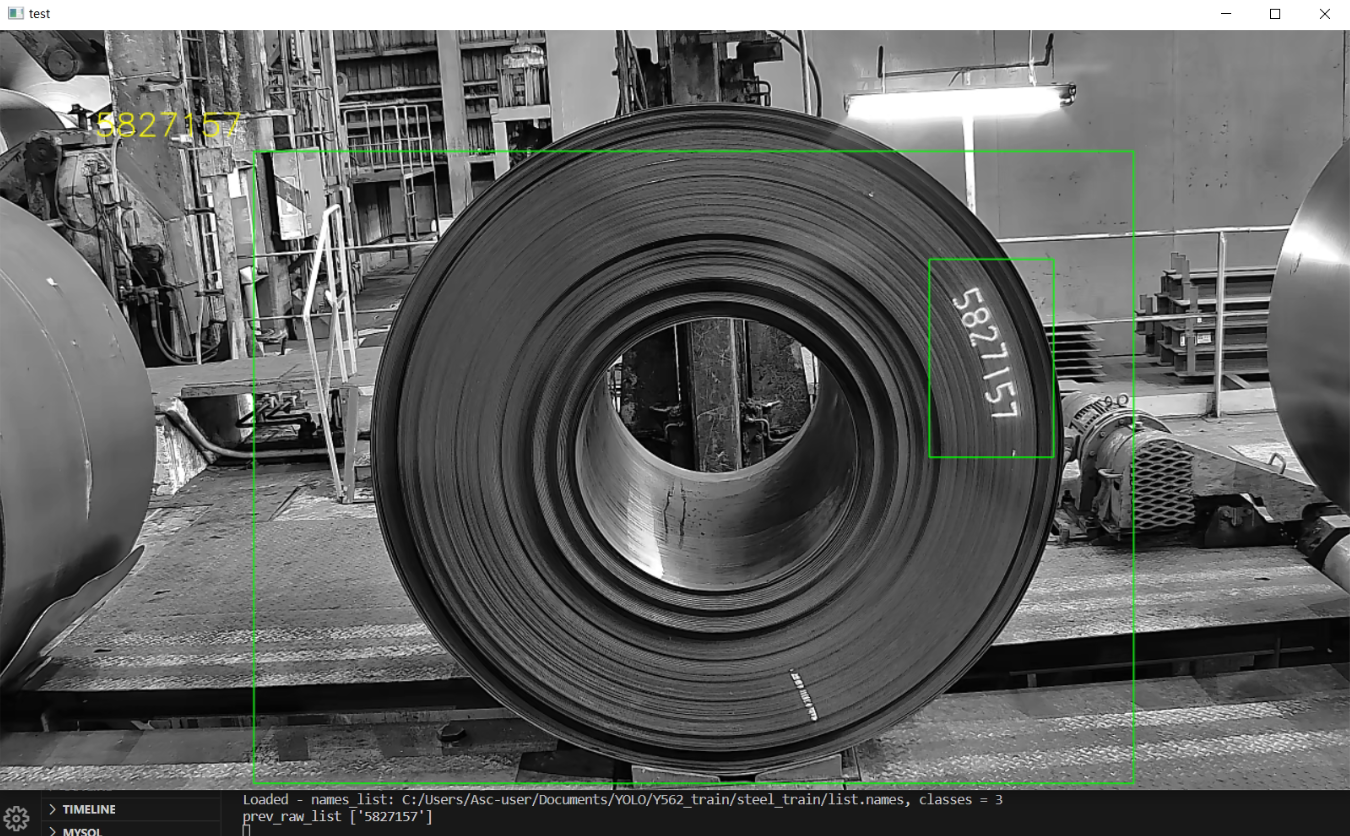 test
5827157
5827157
TIMELINE
MYSQL
Loaded - names_list: C:/Users/Asc-user/Documents/YOLO/Y562_train/steel_train/list.names, classes = 3
prev_raw_list ['5827157']